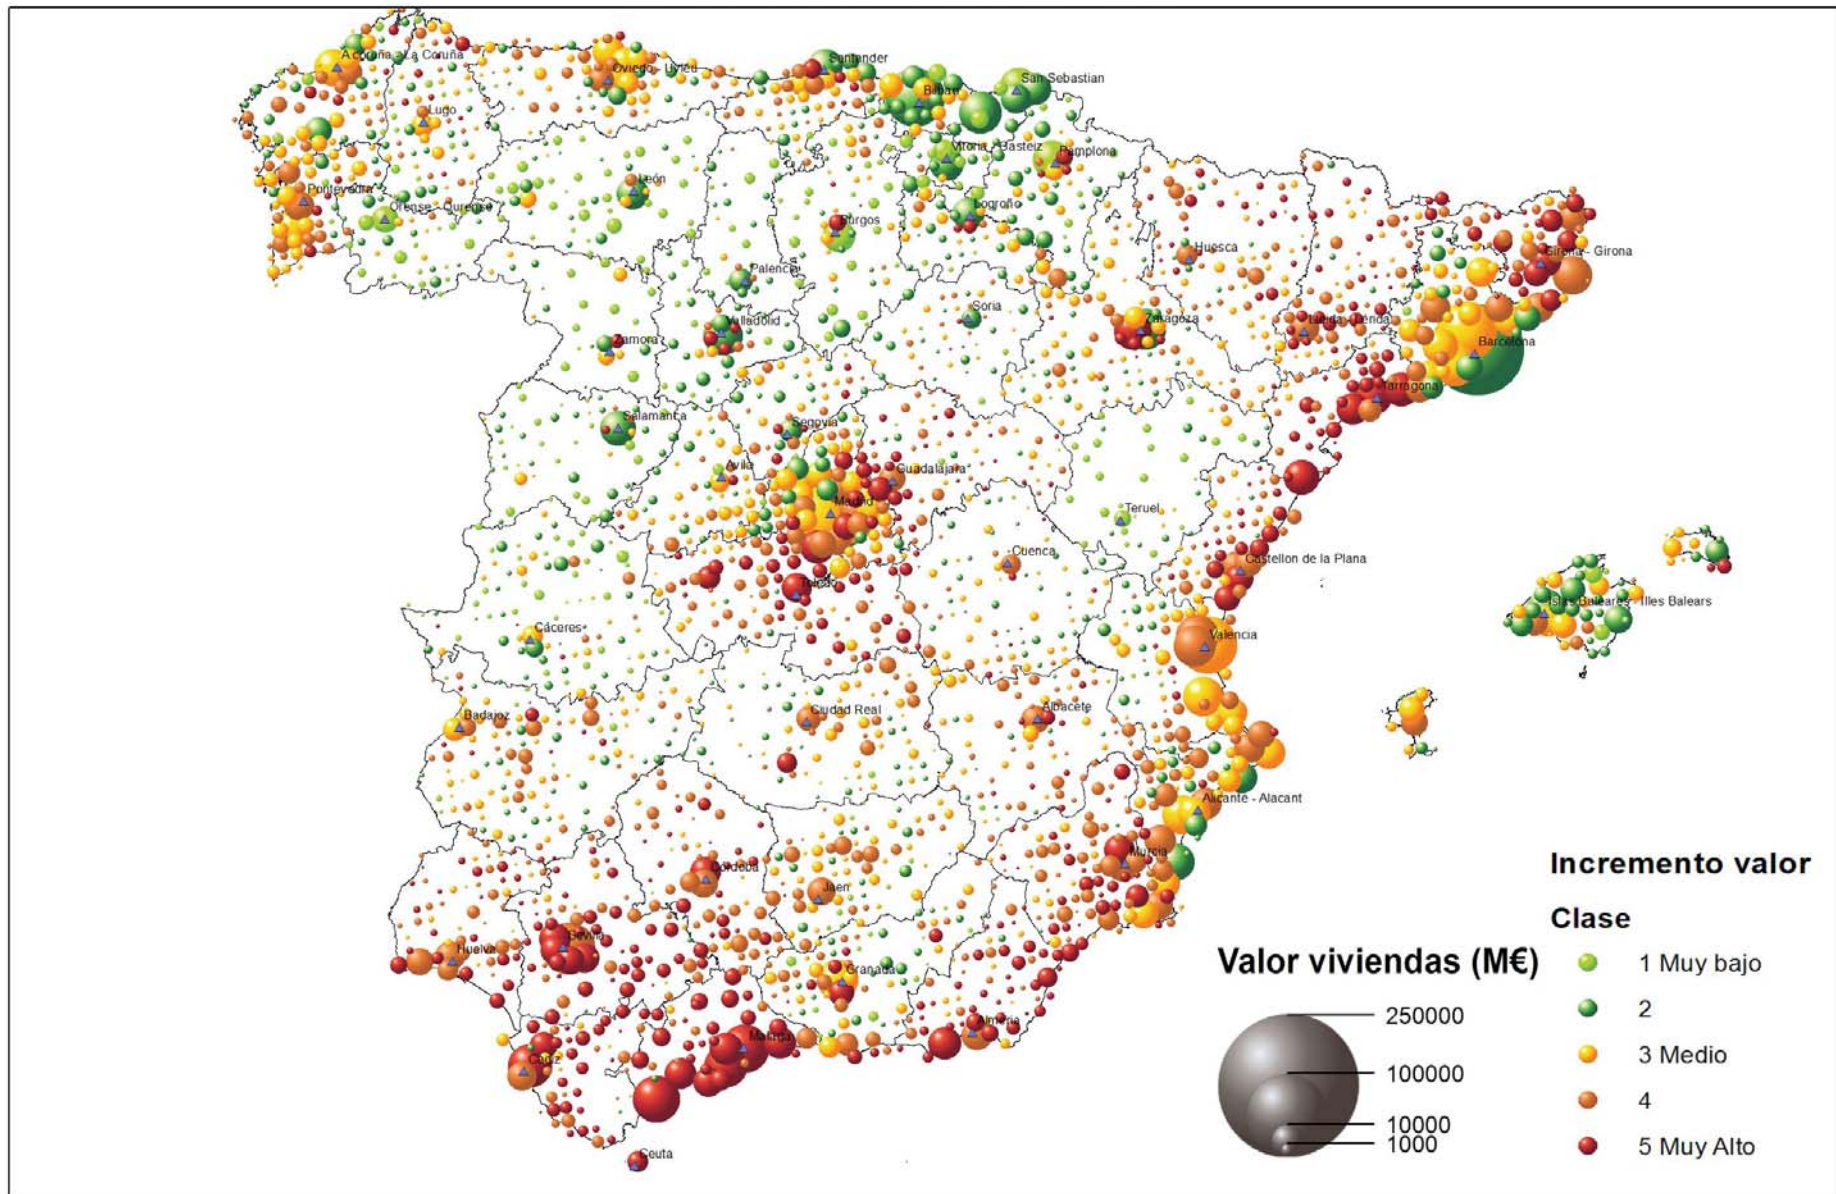 A coruña - La Coruña
Oviedo - Uviéu
Santander
Bilbao
San Sebastian
Lugo
Vitoria - Gasteiz
Pamplona
León
Pontevedra
Orense - Ourense
Logroño
Burgos
Huesca
Girona - Girona
Palencia
Soria
Valladolid
Zaragoza
Lleida - Lérida
Zamora
Barcelona
Tarragona
Salamanca
Segovia
Avila
Guadalajara
Madrid
Teruel
Cuenca
Castellon de la Plana
Toledo
Islas Baleares - Illes Balears
Cáceres
Valencia
Badajoz
Ciudad Real
Albacete
Alicante - Alacant
Murcia
Córdoba
Jaen
Sevilla
Huelva
Granada
Almería
Málaga
Cádiz
Ceuta
Valor viviendas (M€)
250000
100000
10000
1000
Incremento valor
Clase
1 Muy bajo
2
3 Medio
4
5 Muy Alto